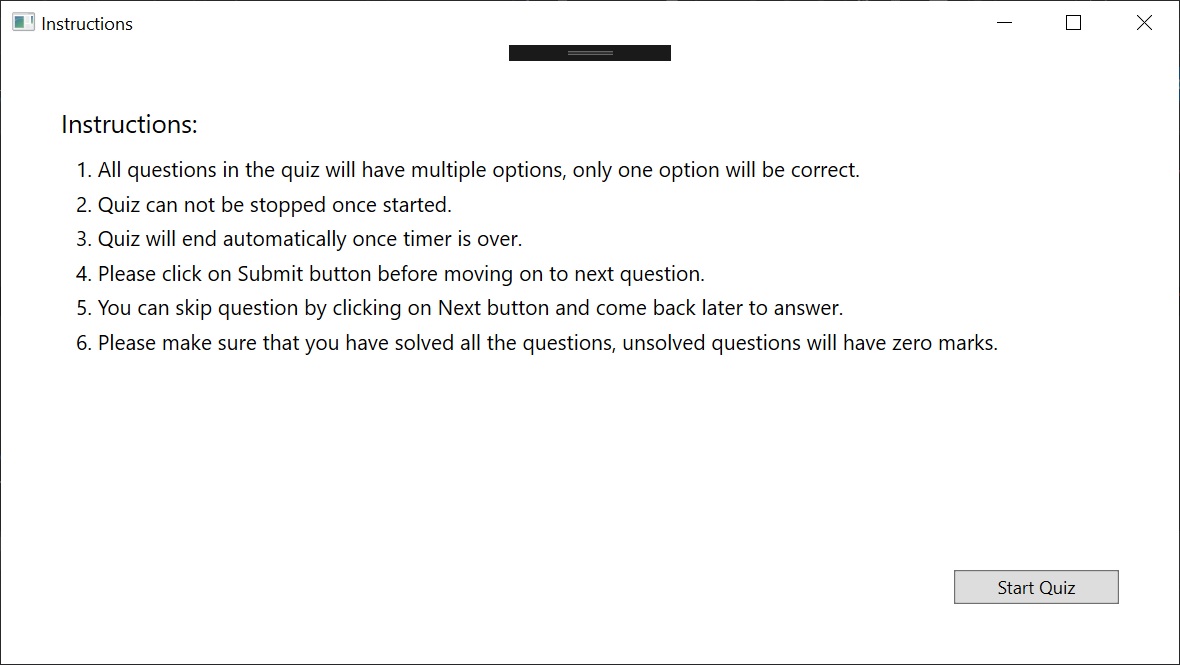 Instructions
Instructions:
1. All questions in the quiz will have multiple options, only one option will be correct.
2. Quiz can not be stopped once started.
3. Quiz will end automatically once timer is over.
4. Please click on Submit button before moving on to next question.
5. You can skip question by clicking on Next button and come back later to answer.
6. Please make sure that you have solved all the questions, unsolved questions will have zero marks.
Start Quiz